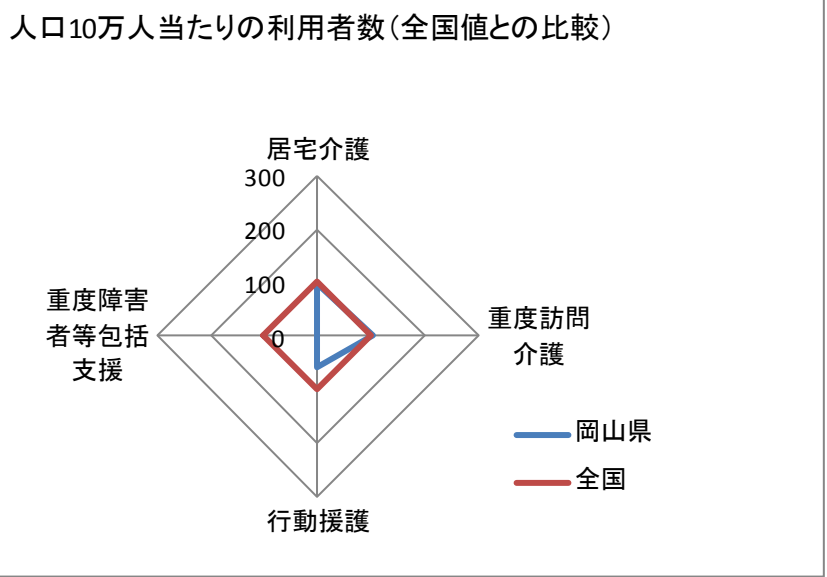 人口10万人当たりの利用者数(全国値との比較)
居宅介護
300
200
100
0
重度障害
者等包括
支援
重度訪問
介護
岡山県
全国
行動援護